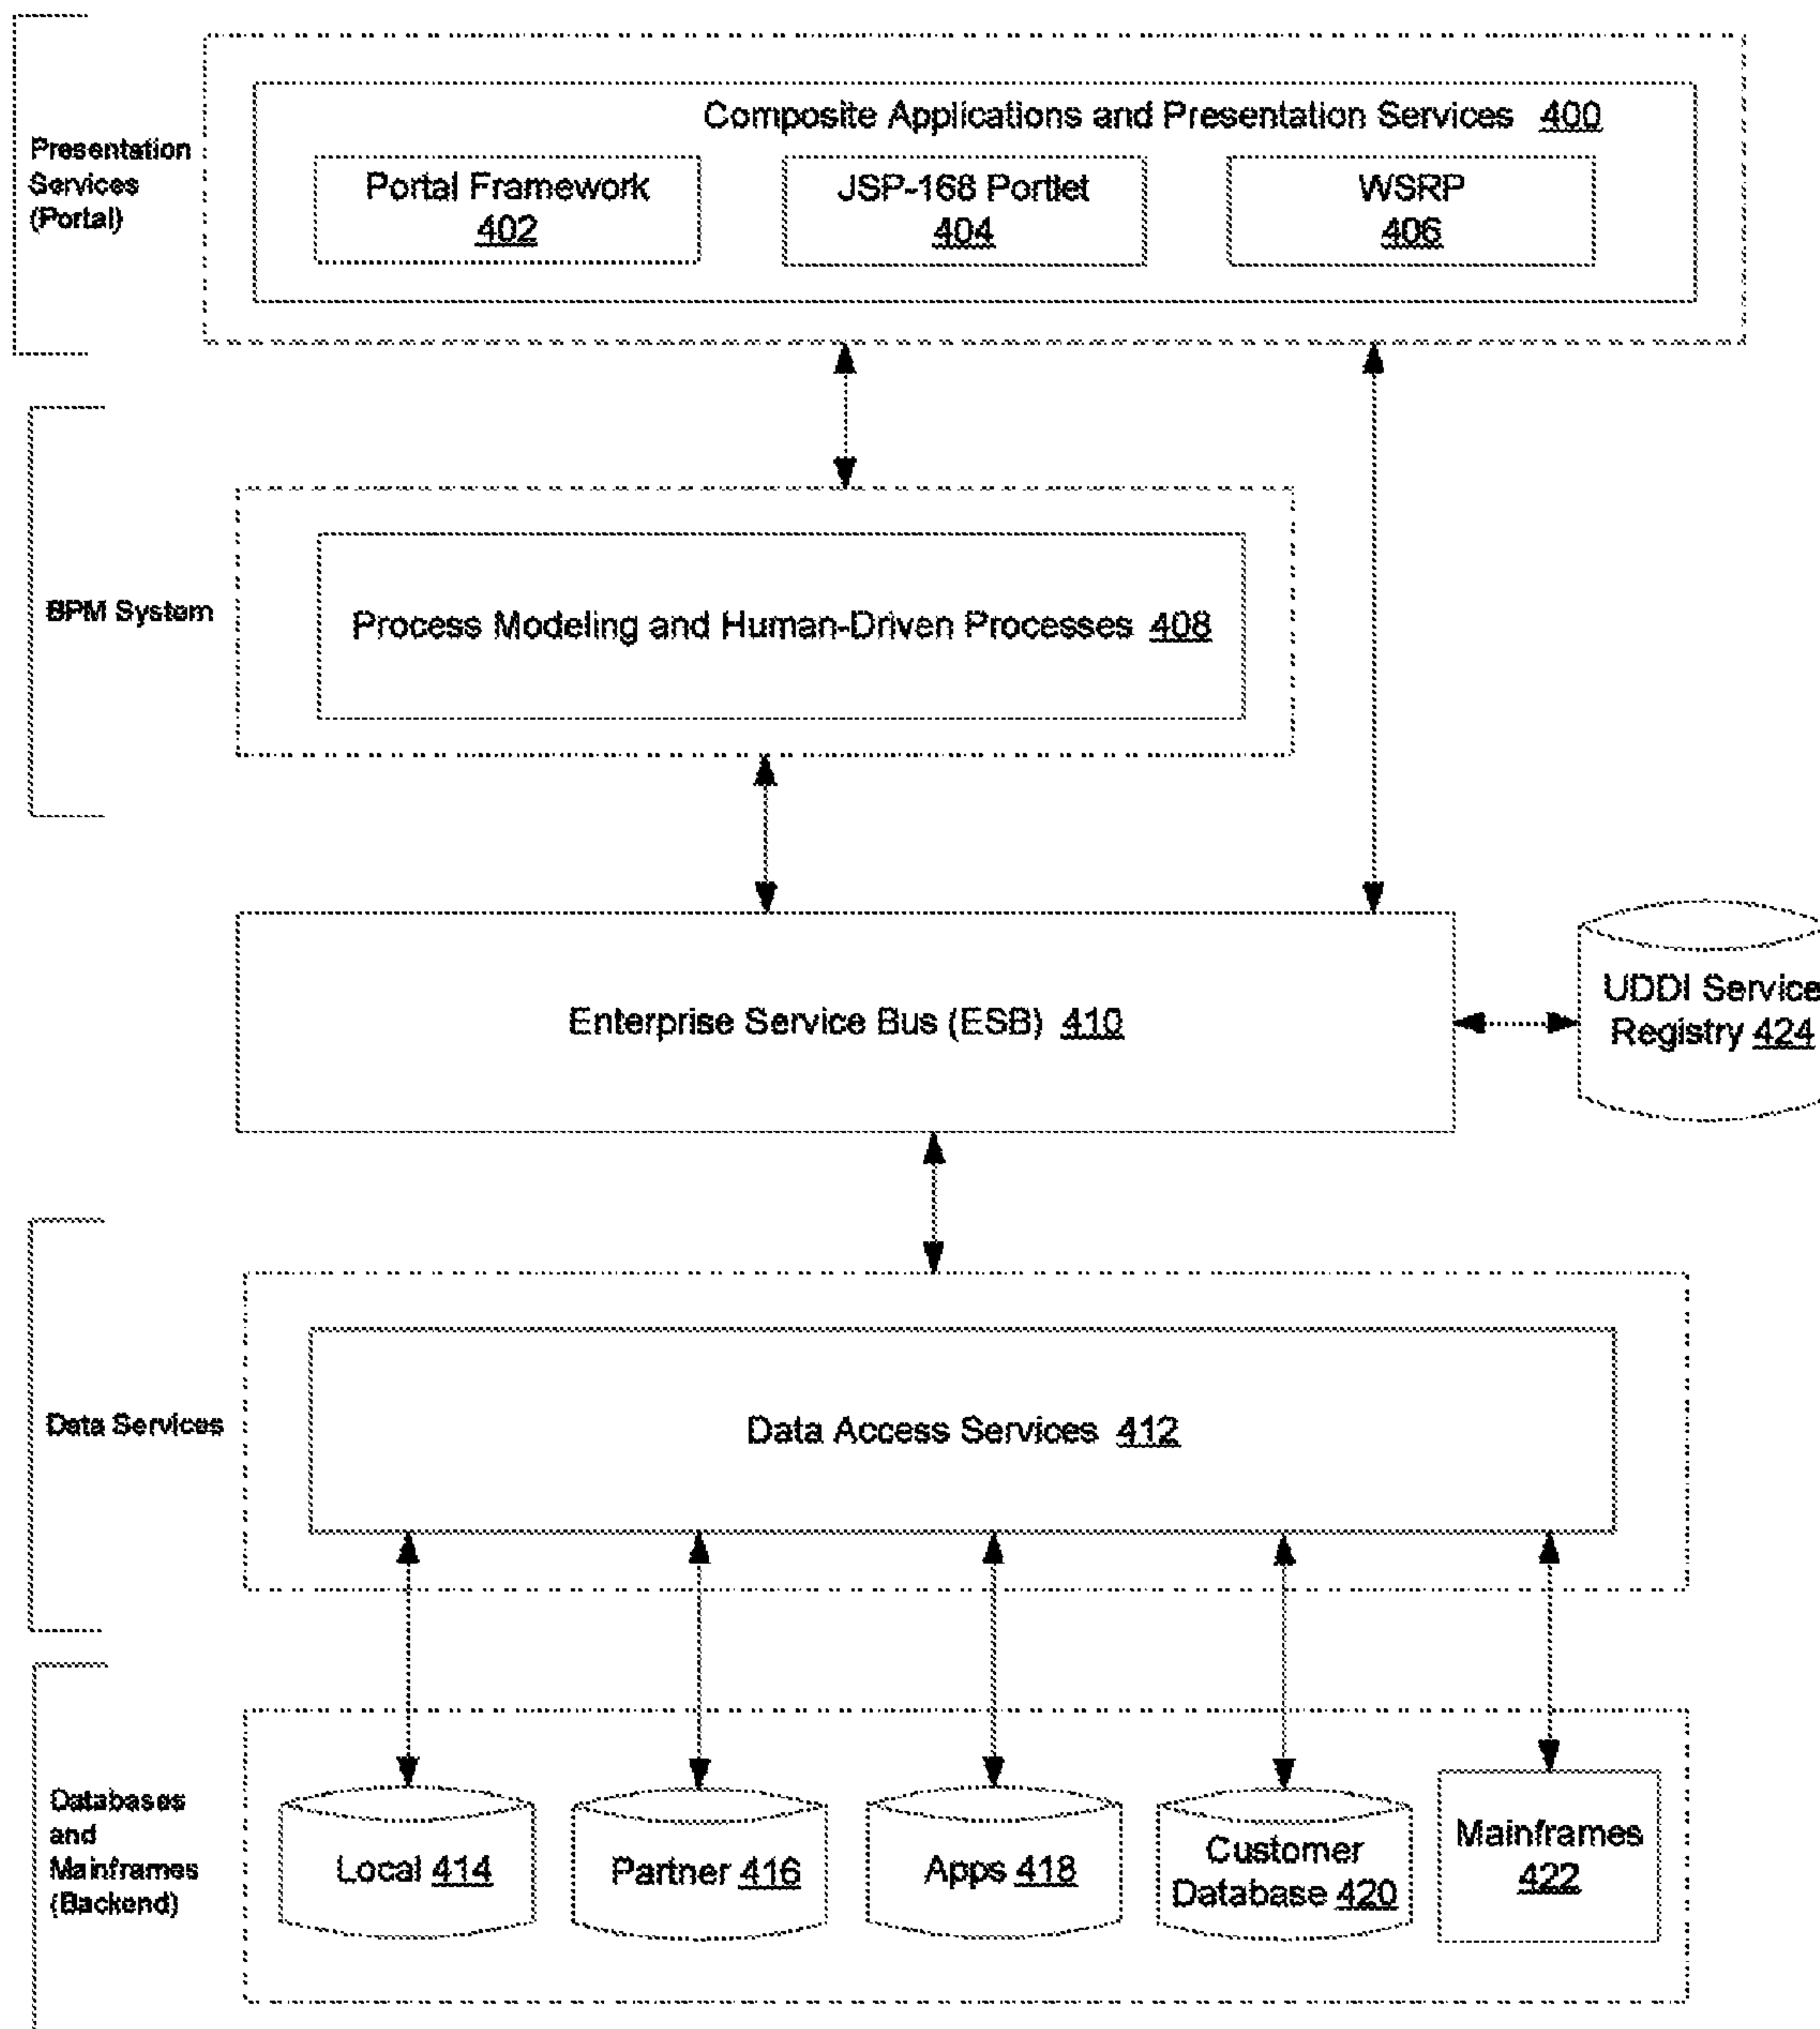 Composite Applications and Presentation Services 400
Presentation
Services
(Portal)
Portal Framework
402
JSP-168 Portlet
404
WSRP
406
BPM System
Process Modeling and Human-Driven Processes 408
Enterprise Service Bus (ESB) 410
UDDI Service
Registry 424
Data Services
Data Access Services 412
Databases
and
Mainframes
(Backend)
Local 414
Partner 416
Apps 418
Customer
Database 420
Mainframes
422